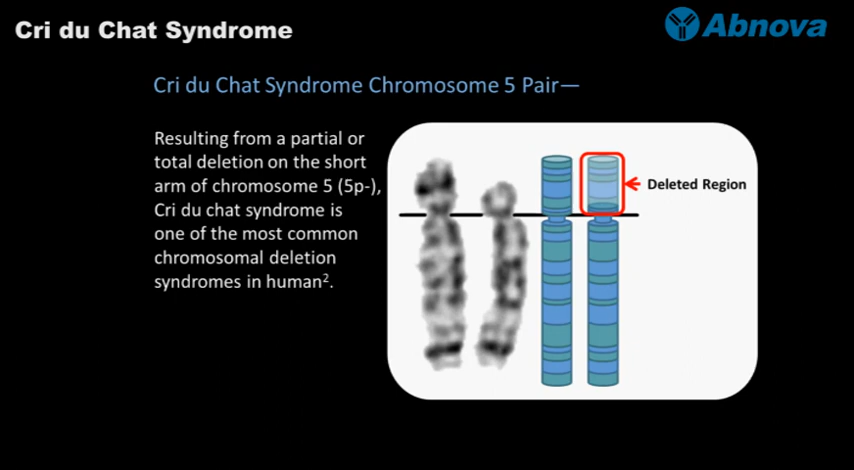 Cri du Chat Syndrome
Abnova
Cri du Chat Syndrome Chromosome 5 Pair—
Resulting from a partial or
total deletion on the short
arm of chromosome 5 (5p-),
Cri du chat syndrome is
one of the most common
chromosomal deletion
syndromes in human².
Deleted Region